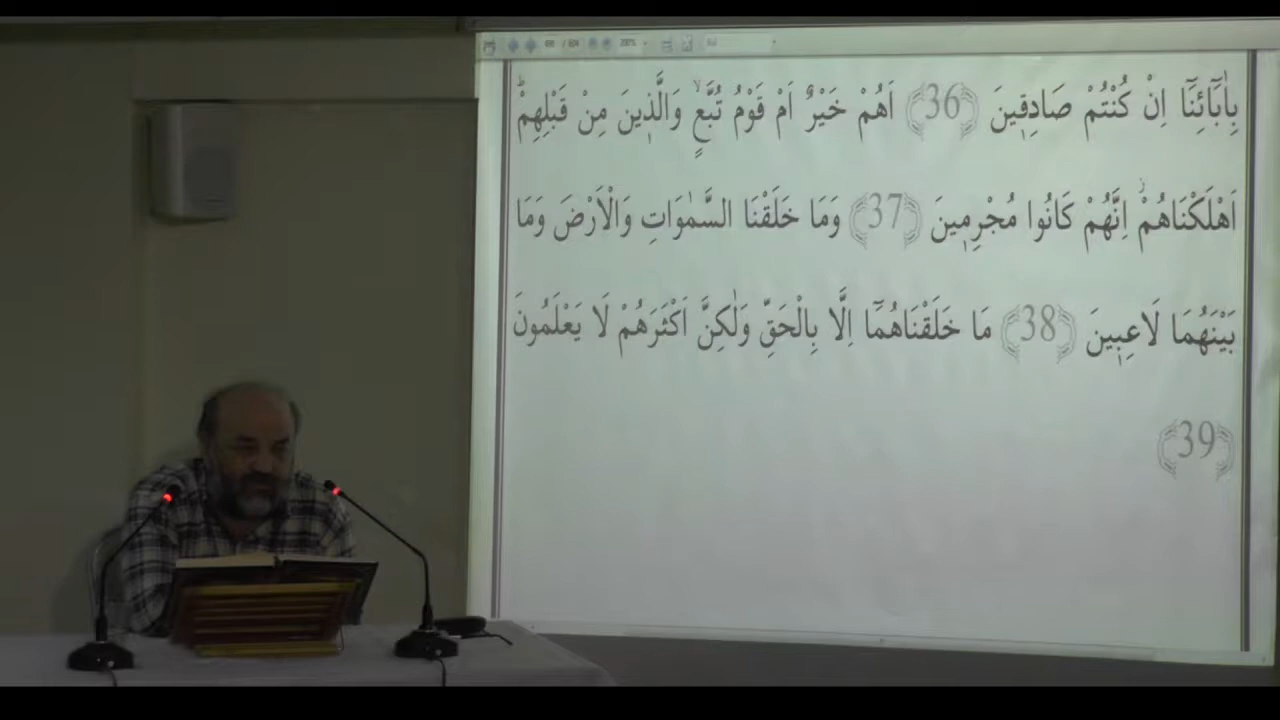 بِاٰبَٓائِنَٓا اِنْ كُنْتُمْ صَادِقٖينَ ﴿36﴾ اَهُمْ خَيْرٌ اَمْ قَوْمُ تُبَّعٍۙ وَالَّذٖينَ مِنْ قَبْلِهِمْؕ
اَهْلَكْنَاهُمْؗ اِنَّهُمْ كَانُوا مُجْرِمٖينَ ﴿37﴾ وَمَا خَلَقْنَا السَّمٰوَاتِ وَالْاَرْضَ وَمَا
بَيْنَهُمَا لَاعِبٖينَ ﴿38﴾ مَا خَلَقْنَاهُمَٓا اِلَّا بِالْحَقِّ وَلٰكِنَّ اَكْثَرَهُمْ لَا يَعْلَمُونَ
﴿39﴾